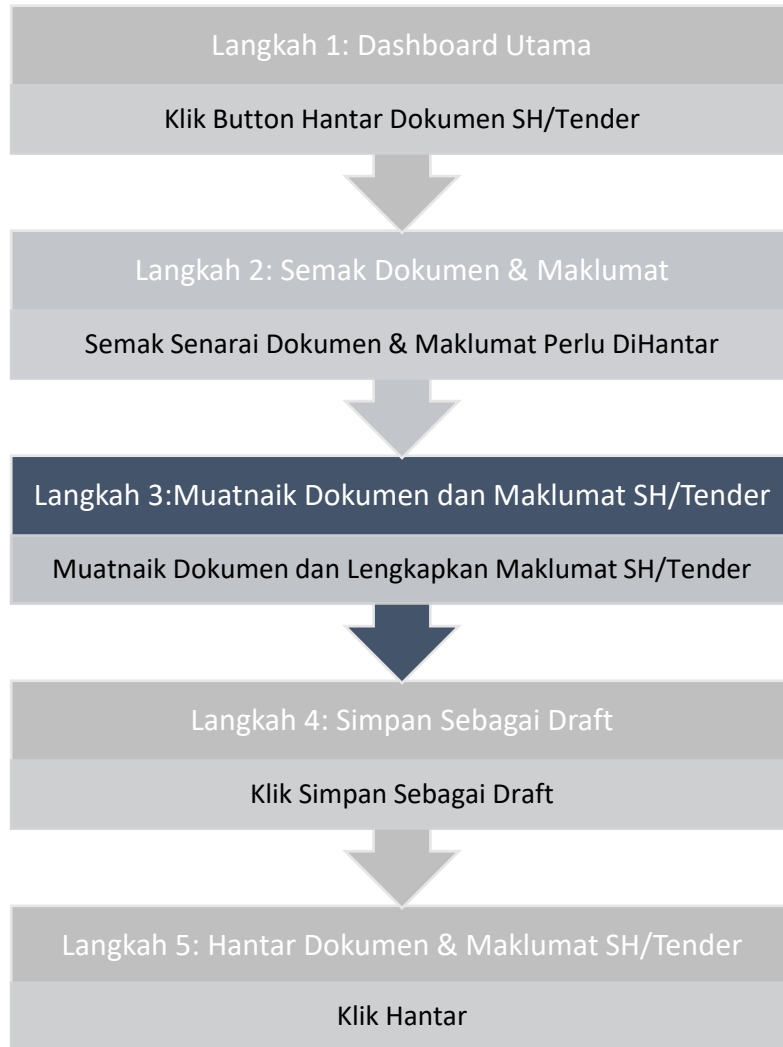 Langkah 1: Dashboard Utama
Klik Button Hantar Dokumen SH/Tender
Langkah 2: Semak Dokumen & Maklumat
Semak Senarai Dokumen & Maklumat Perlu DiHantar
Langkah 3:Muatnaik Dokumen dan Maklumat SH/Tender
Muatnaik Dokumen dan Lengkapkan Maklumat SH/Tender
Langkah 4: Simpan Sebagai Draft
Klik Simpan Sebagai Draft
Langkah 5: Hantar Dokumen & Maklumat SH/Tender
Klik Hantar